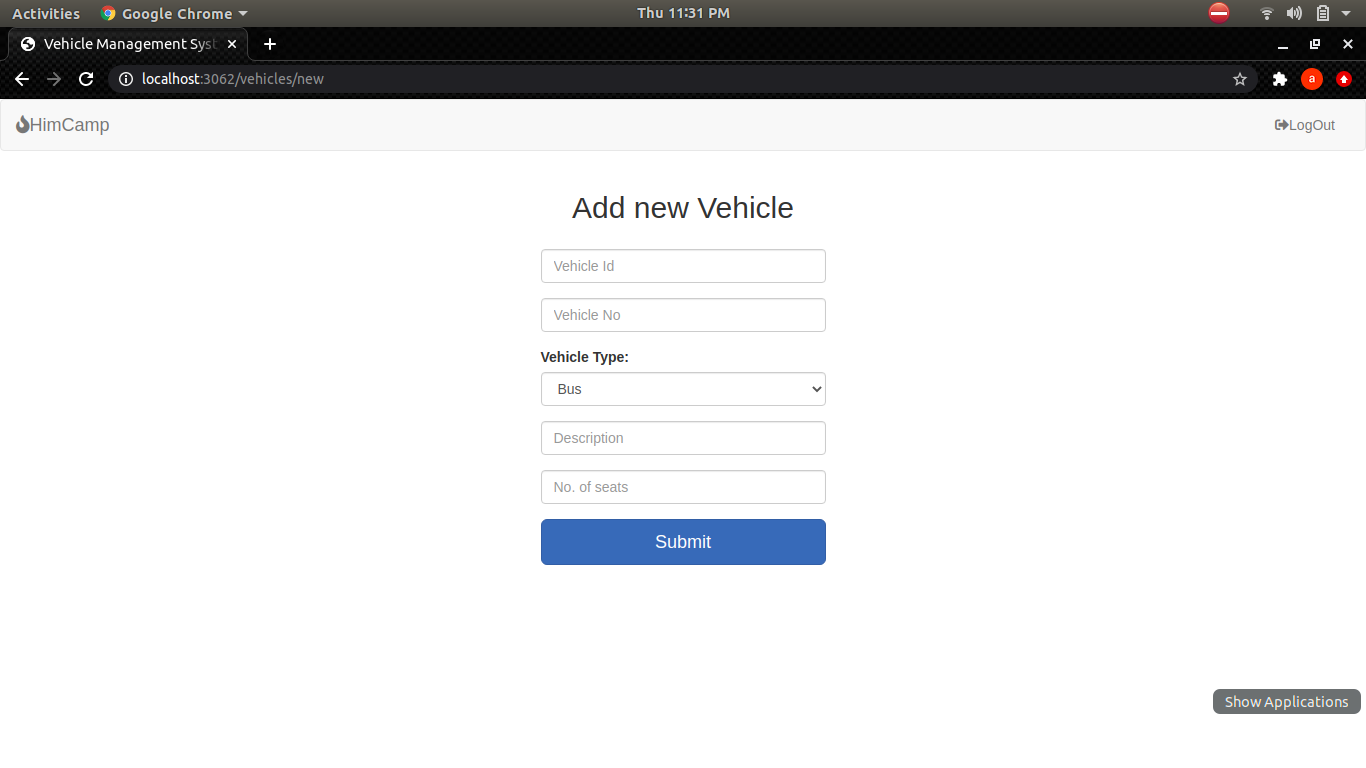 Activities Google Chrome Thu 11:31 PM
Vehicle Management Syst
localhost:3062/vehicles/new a
HimCamp LogOut
Add new Vehicle
Vehicle Id
Vehicle No
Vehicle Type:
Bus
Description
No. of seats
Submit
Show Applications